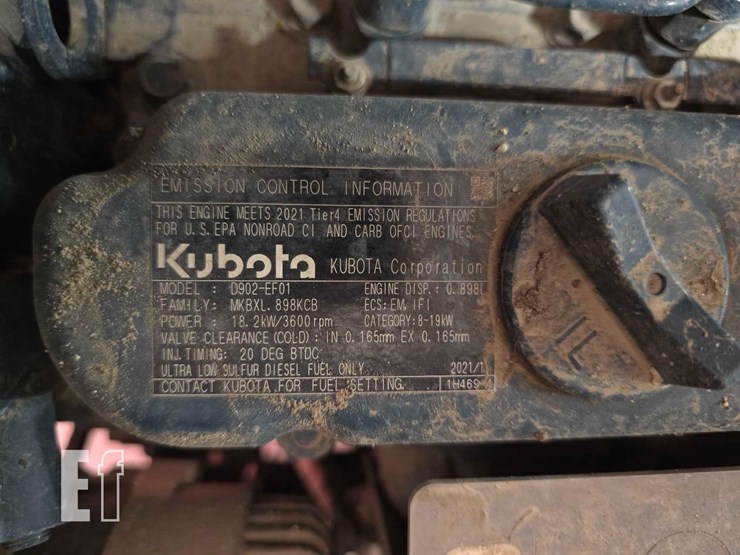 EMISSION CONTROL INFORMATION
THIS ENGINE MEETS 2021 Tier4 EMISSION REGULATIONS
FOR U.S. EPA NONROAD CI AND CARB OFCI ENGINES.
Kubota KUBOTA Corporation
MODEL : D902-EF01 ENGINE DISP.: 0.898L
FAMILY: MKBXL.898KCB ECS:EM, IFI
POWER : 18.2kW/3600rpm CATEGORY:8-19kW
VALVE CLEARANCE (COLD): IN 0.165mm EX 0.165mm
INJ.TIMING: 20 DEG BTDC
ULTRA LOW SULFUR DIESEL FUEL ONLY 2021/1
CONTACT KUBOTA FOR FUEL SETTING. 1H469
OIL
Ef